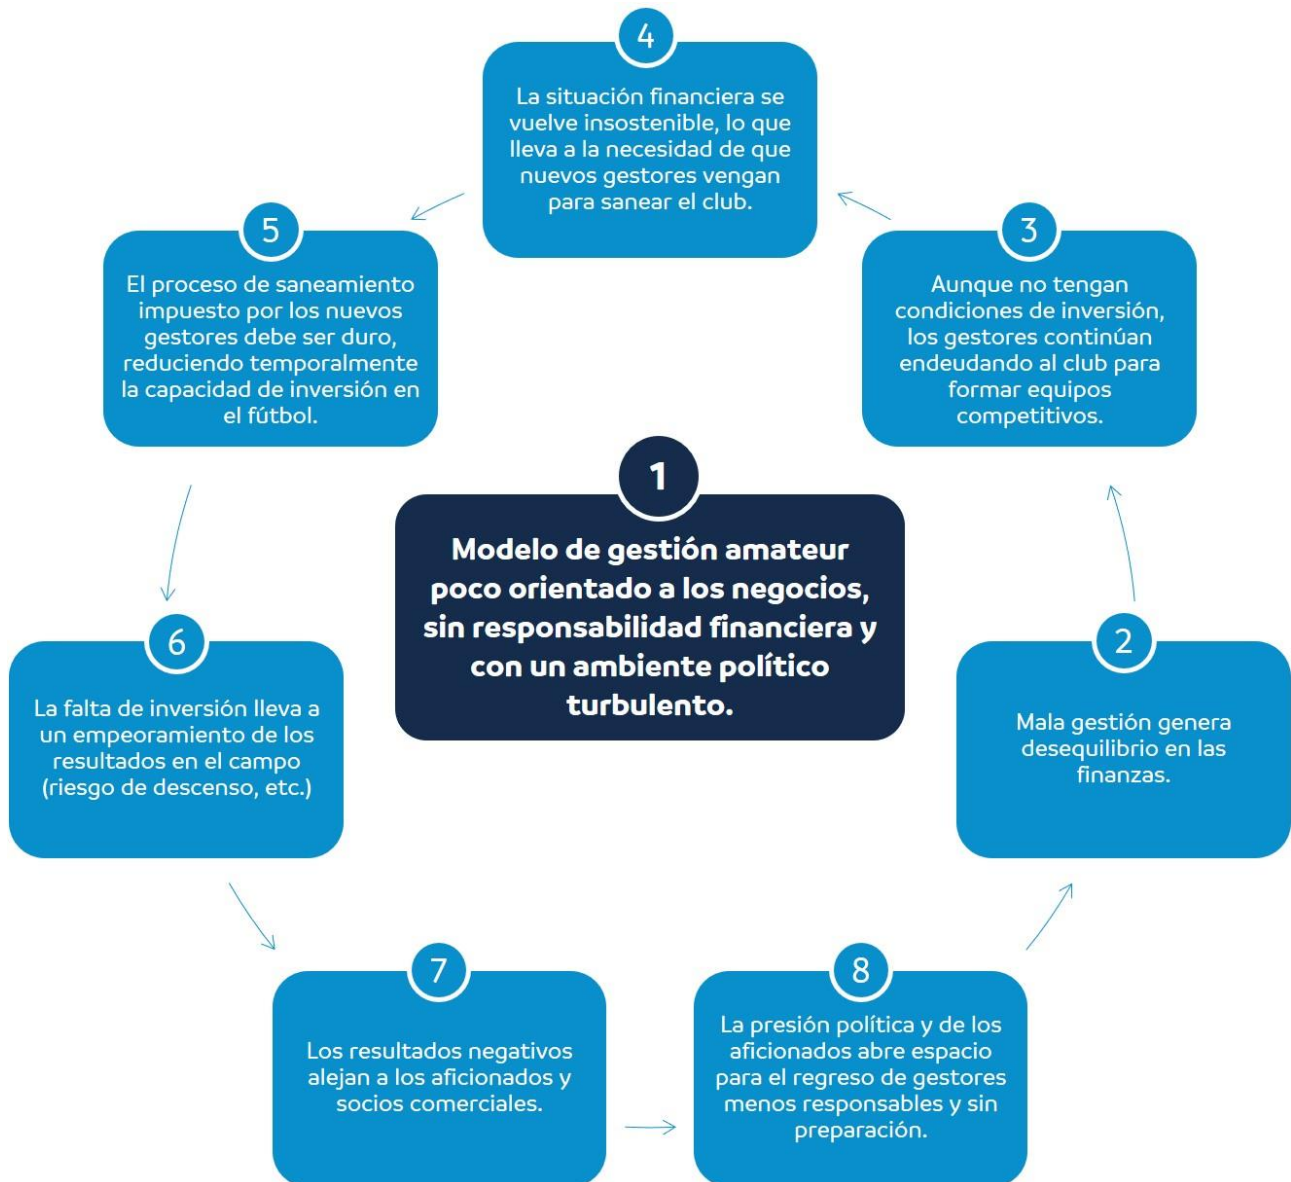 1
Modelo de gestión amateur
poco orientado a los negocios,
sin responsabilidad financiera y
con un ambiente político
turbulento.
2
Mala gestión genera
desequilibrio en las
finanzas.
3
Aunque no tengan
condiciones de inversión,
los gestores continúan
endeudando al club para
formar equipos
competitivos.
4
La situación financiera se
vuelve insostenible, lo que
lleva a la necesidad de que
nuevos gestores vengan
para sanear el club.
5
El proceso de saneamiento
impuesto por los nuevos
gestores debe ser duro,
reduciendo temporalmente
la capacidad de inversión en
el fútbol.
6
La falta de inversión lleva a
un empeoramiento de los
resultados en el campo
(riesgo de descenso, etc.)
7
Los resultados negativos
alejan a los aficionados y
socios comerciales.
8
La presión política y de los
aficionados abre espacio
para el regreso de gestores
menos responsables y sin
preparación.